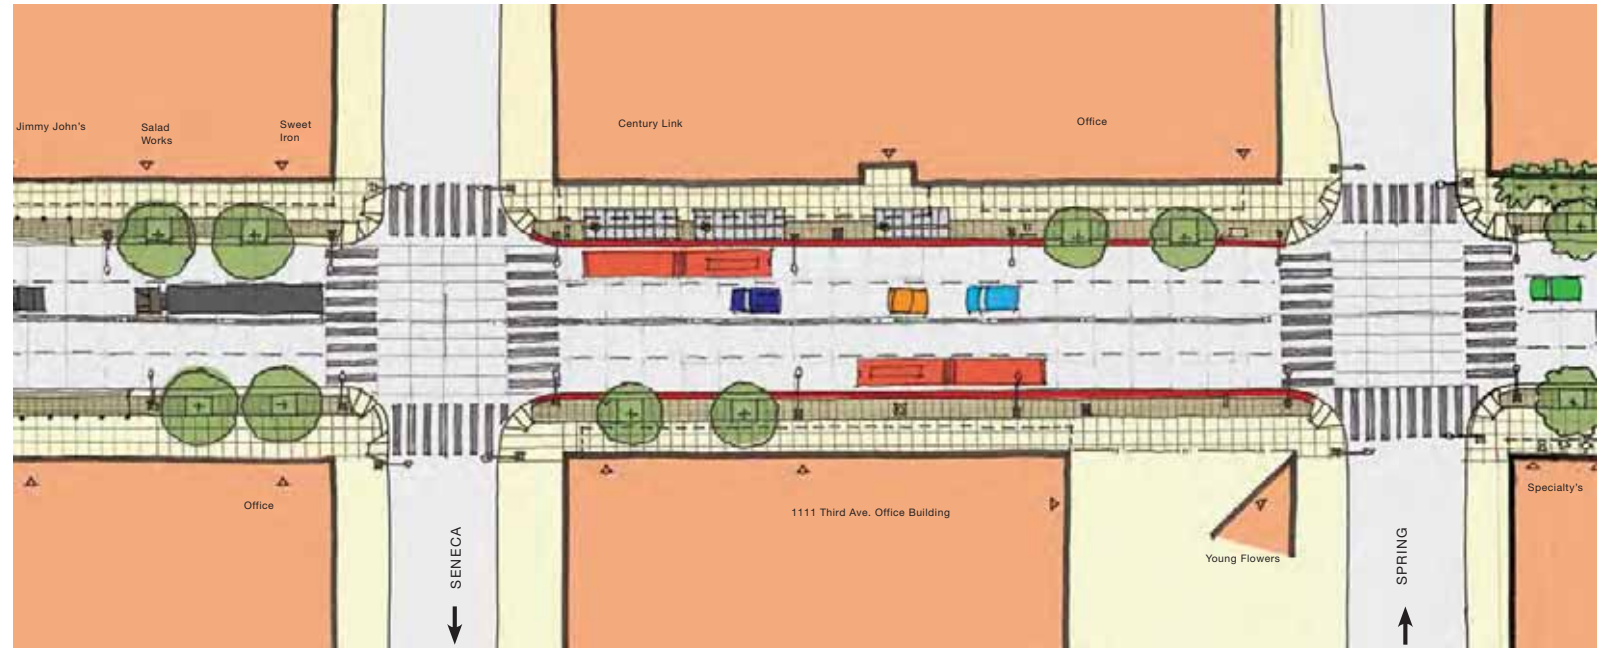 Jimmy John's
Salad
Works
Sweet
Iron
Century Link
Office
Office
1111 Third Ave. Office Building
Specialty's
Young Flowers
SENECA
SPRING